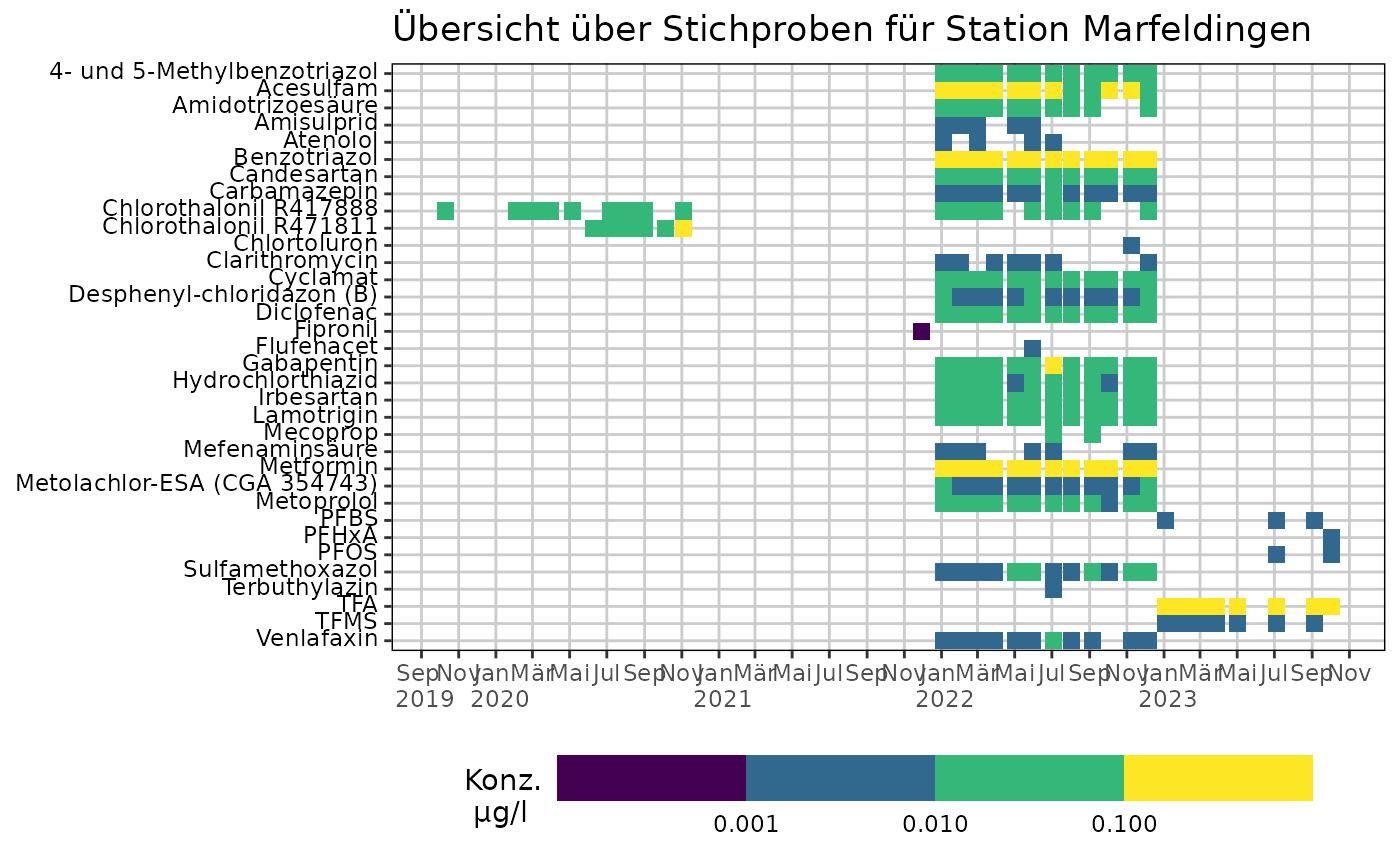 Übersicht über Stichproben für Station Marfeldingen
4- und 5-Methylbenzotriazol
Acesulfam
Amidotrizoesäure
Amisulprid
Atenolol
Benzotriazol
Candesartan
Carbamazepin
Chlorothalonil R417888
Chlorothalonil R471811
Chlortoluron
Clarithromycin
Cyclamat
Desphenyl-chloridazon (B)
Diclofenac
Fipronil
Flufenacet
Gabapentin
Hydrochlorthiazid
Irbesartan
Lamotrigin
Mecoprop
Mefenaminsäure
Metformin
Metolachlor-ESA (CGA 354743)
Metoprolol
PFBS
PFHxA
PFOS
Sulfamethoxazol
Terbuthylazin
TFA
TFMS
Venlafaxin
Sep Nov Jan Mär Mai Jul Sep Nov Jan Mär Mai Jul Sep Nov Jan Mär Mai Jul Sep Nov Jan Mär Mai Jul Sep Nov
2019 2020 2021 2022 2023
Konz.
µg/l
0.001 0.010 0.100